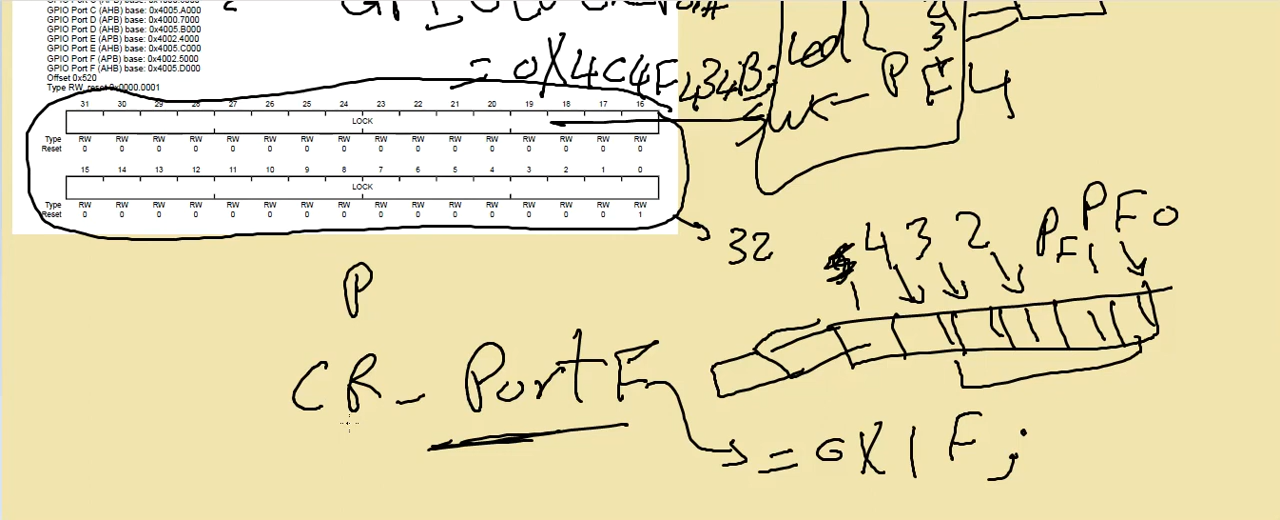 GPIO Port D (AHB) base: 0x4005.B000
GPIO Port C (AHB) base: 0x4005.A000
GPIO Port D (APB) base: 0x4000.7000
GPIO Port E (APB) base: 0x4002.4000
GPIO Port E (AHB) base: 0x4005.C000
GPIO Port F (APB) base: 0x4002.5000
GPIO Port F (AHB) base: 0x4005.D000
Offset 0x520
Type RW, reset 0x0000.0001
= 0X4C4F434B;
Led
3
4
SWK - PF4
31 30 29 28 27 26 25 24 23 22 21 20 19 18 17 16
LOCK
Type RW RW RW RW RW RW RW RW RW RW RW RW RW RW RW RW
Reset 0 0 0 0 0 0 0 0 0 0 0 0 0 0 0 0
15 14 13 12 11 10 9 8 7 6 5 4 3 2 1 0
LOCK
Type RW RW RW RW RW RW RW RW RW RW RW RW RW RW RW RW
Reset 0 0 0 0 0 0 0 0 0 0 0 0 0 0 0 1
32
4 3 2 PF1 PF0
P
CR_PortF
= 0X1F;